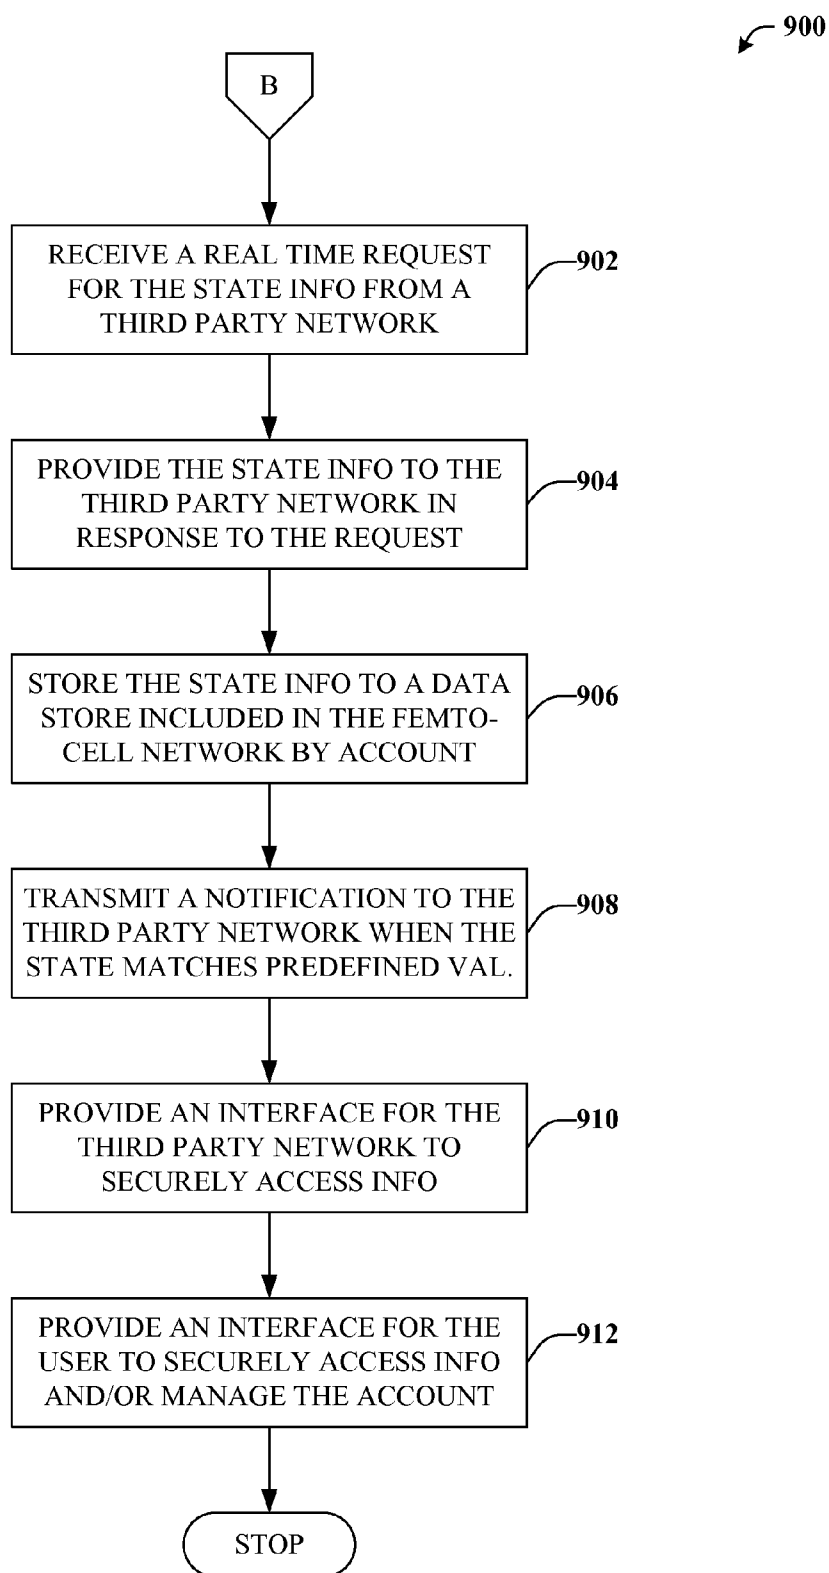 900
B
RECEIVE A REAL TIME REQUEST
FOR THE STATE INFO FROM A
THIRD PARTY NETWORK
902
PROVIDE THE STATE INFO TO THE
THIRD PARTY NETWORK IN
RESPONSE TO THE REQUEST
904
STORE THE STATE INFO TO A DATA
STORE INCLUDED IN THE FEMTO-
CELL NETWORK BY ACCOUNT
906
TRANSMIT A NOTIFICATION TO THE
THIRD PARTY NETWORK WHEN THE
STATE MATCHES PREDEFINED VAL.
908
PROVIDE AN INTERFACE FOR THE
THIRD PARTY NETWORK TO
SECURELY ACCESS INFO
910
PROVIDE AN INTERFACE FOR THE
USER TO SECURELY ACCESS INFO
AND/OR MANAGE THE ACCOUNT
912
STOP